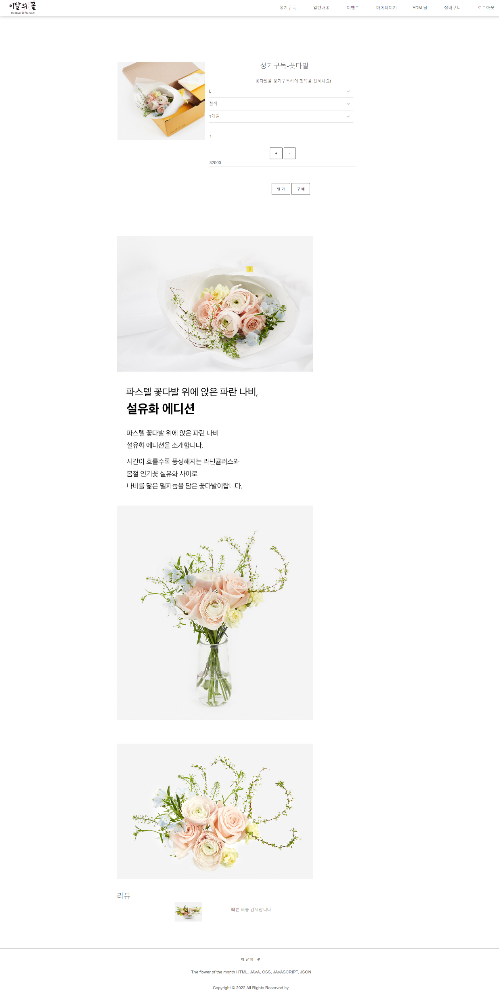 이달의 꽃
The flower of the month
정기구독
일반배송
이벤트
마이페이지
YDM 님
장바구니
로그아웃
정기구독-꽃다발
꽃다발을 정기구독하여 행복을 전하세요!
L
흰색
1개월
1
+
-
32000
담기
구매
파스텔 꽃다발 위에 앉은 파란 나비,
설유화 에디션
파스텔 꽃다발 위에 앉은 파란 나비
설유화 에디션을 소개합니다.
시간이 흐를수록 풍성해지는 라넌큘러스와
봄철 인기꽃 설유화 사이로
나비를 닮은 델피늄을 담은 꽃다발이랍니다.
리뷰
빠른 배송 감사합니다
이달의 꽃
The flower of the month HTML, JAVA, CSS, JAVASCRIPT, JSON
Copyright © 2022 All Rights Reserved by.